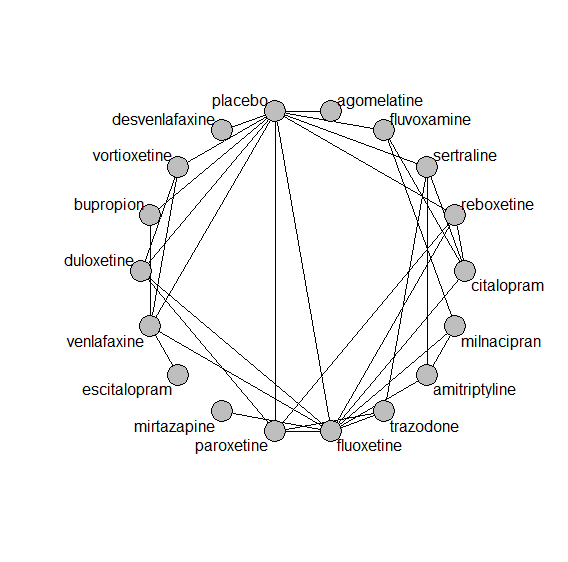 placebo
agomelatine
desvenlafaxine
fluvoxamine
vortioxetine
sertraline
bupropion
reboxetine
duloxetine
citalopram
venlafaxine
milnacipran
escitalopram
amitriptyline
mirtazapine
trazodone
paroxetine
fluoxetine